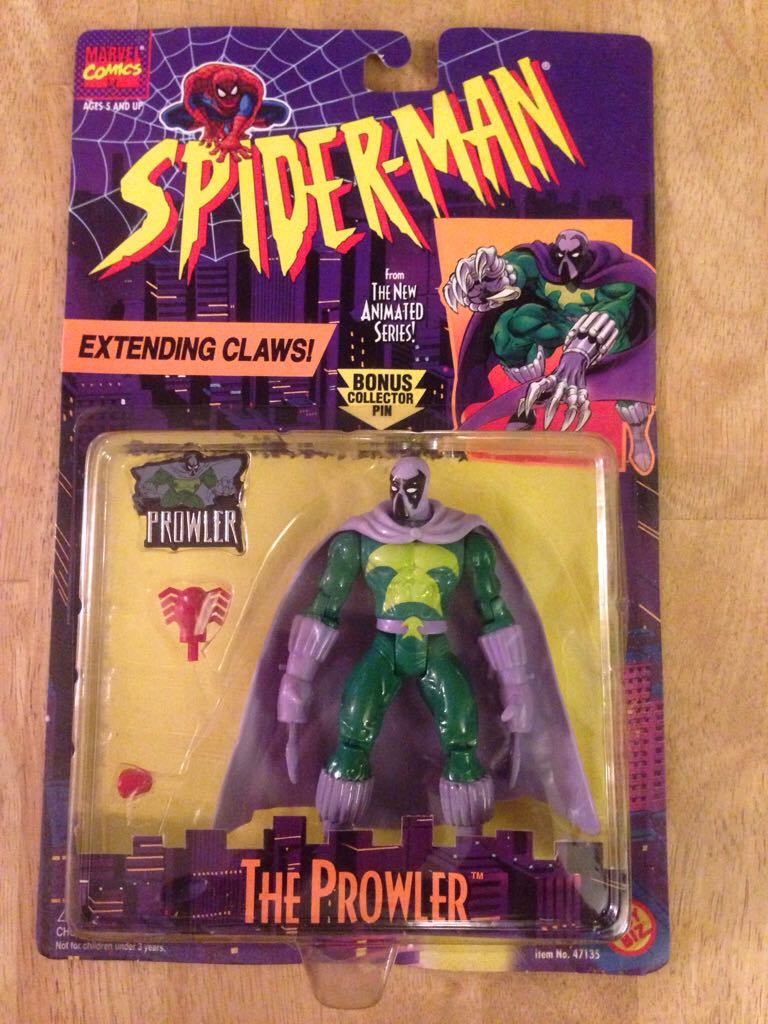 MARVEL®
COMICS
AGES 5 AND UP
SPIDER-MAN®
from
THE NEW
ANIMATED
SERIES!
EXTENDING CLAWS!
BONUS
COLLECTOR
PIN
PROWLER
THE PROWLER™
Not for children under 3 years.
Item No. 47135